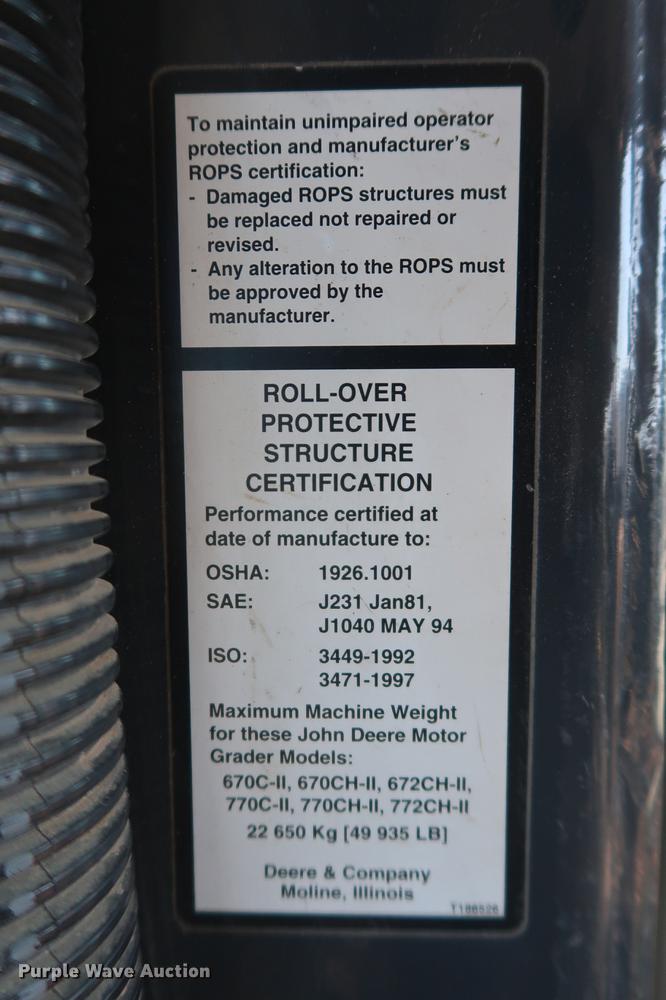 To maintain unimpaired operator
protection and manufacturer's
ROPS certification:
- Damaged ROPS structures must
be replaced not repaired or
revised.
- Any alteration to the ROPS must
be approved by the
manufacturer.
ROLL-OVER
PROTECTIVE
STRUCTURE
CERTIFICATION
Performance certified at
date of manufacture to:
OSHA: 1926.1001
SAE: J231 Jan81,
J1040 MAY 94
ISO: 3449-1992
3471-1997
Maximum Machine Weight
for these John Deere Motor
Grader Models:
670C-II, 670CH-II, 672CH-II,
770C-II, 770CH-II, 772CH-II
22 650 Kg [49 935 LB]
Deere & Company
Moline, Illinois
T188526
Purple Wave Auction